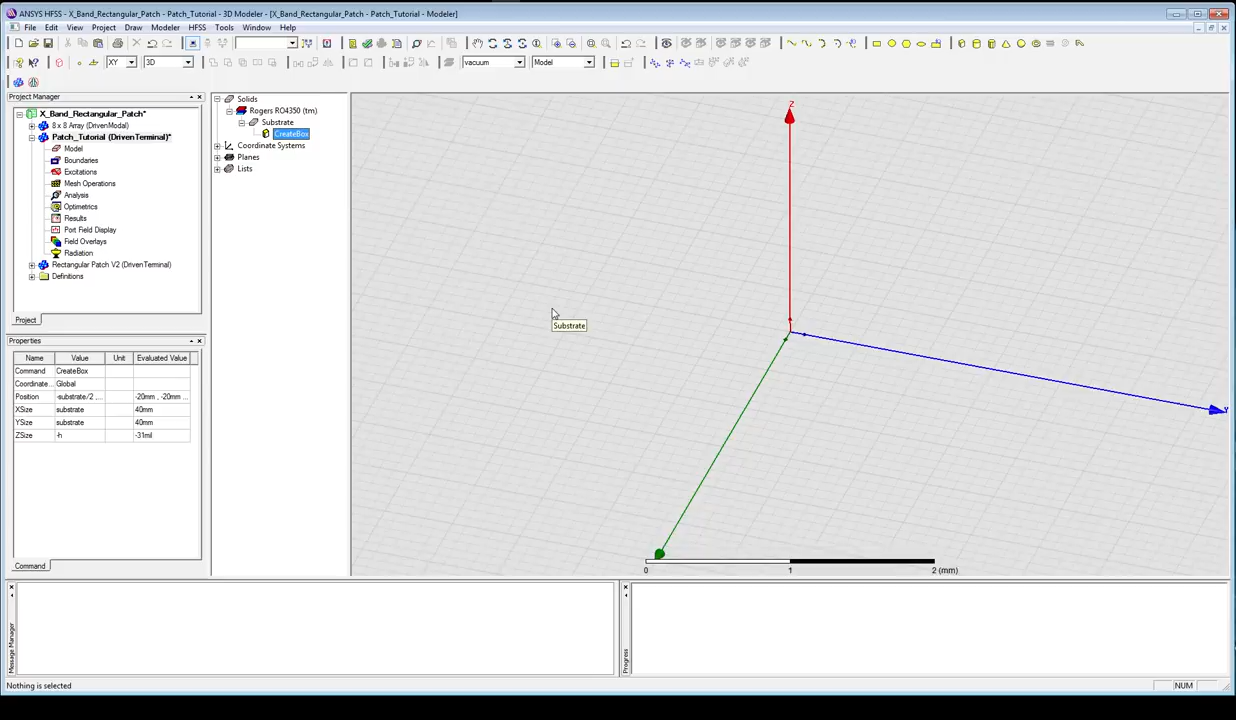 ANSYS HFSS - X_Band_Rectangular_Patch - Patch_Tutorial - 3D Modeler - [X_Band_Rectangular_Patch - Patch_Tutorial - Modeler]
File Edit View Project Draw Modeler HFSS Tools Window Help
XY 3D vacuum Model
Project Manager
X_Band_Rectangular_Patch*
8 x 8 Array (DrivenModal)
Patch_Tutorial (DrivenTerminal)*
Model
Boundaries
Excitations
Mesh Operations
Analysis
Optimetrics
Results
Port Field Display
Field Overlays
Radiation
Rectangular Patch V2 (DrivenTerminal)
Definitions
Project
Solids
Rogers RO4350 (tm)
Substrate
CreateBox
Coordinate Systems
Planes
Lists
Z
Substrate
Y
0 1 2 (mm)
Properties
Name Value Unit Evaluated Value
Command CreateBox
Coordinate... Global
Position -substrate/2 ,... -20mm , -20mm ...
XSize substrate 40mm
YSize substrate 40mm
ZSize -h -31mil
Command
Message Manager
Progress
Nothing is selected
NUM